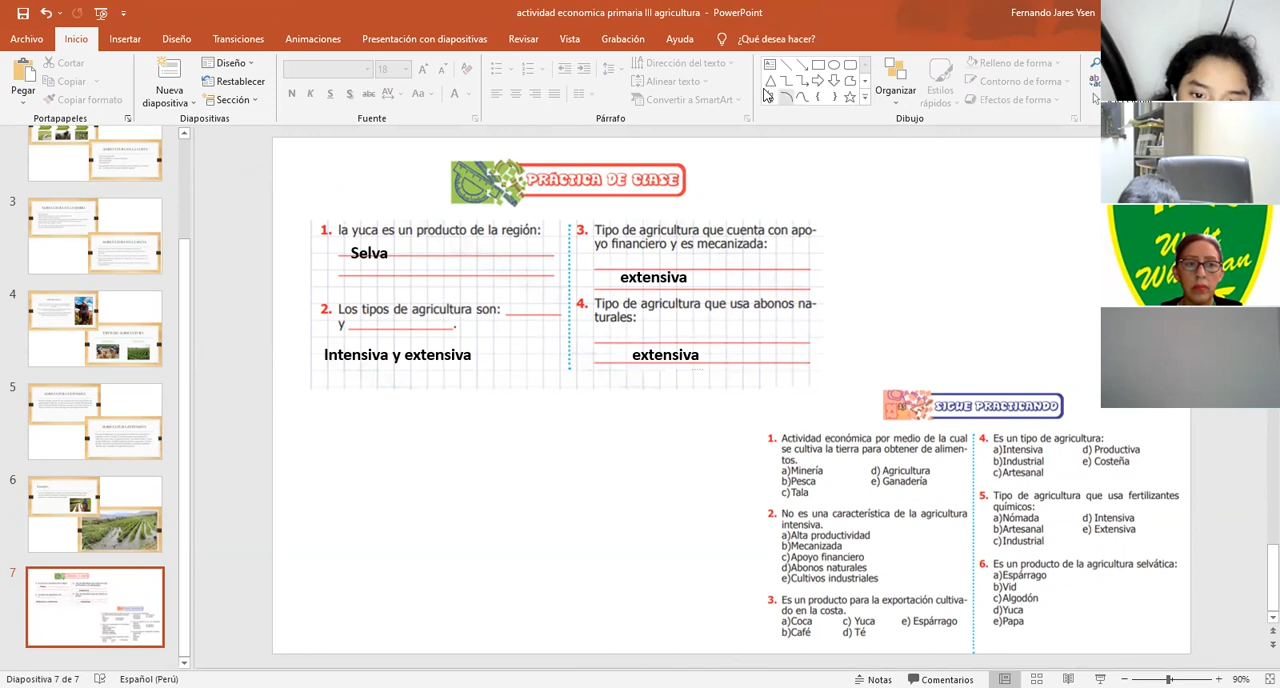 actividad economica primaria III agricultura - PowerPoint
Fernando Jares Ysen
Archivo Inicio Insertar Diseño Transiciones Animaciones Presentación con diapositivas Revisar Vista Grabación Ayuda ¿Qué desea hacer?
Pegar
Cortar
Copiar
Copiar formato
Portapapeles
Nueva diapositiva
Diseño
Restablecer
Sección
Diapositivas
18
N K S S abc AV Aa A
Fuente
Dirección del texto
Alinear texto
Convertir a SmartArt
Párrafo
Organizar
Estilos rápidos
Relleno de forma
Contorno de forma
Efectos de forma
Dibujo
3
4
5
6
7
PRÁCTICA DE CLASE
1. la yuca es un producto de la región:
Selva
2. Los tipos de agricultura son:
y .
Intensiva y extensiva
3. Tipo de agricultura que cuenta con apo-
yo financiero y es mecanizada:
extensiva
4. Tipo de agricultura que usa abonos na-
turales:
extensiva
SIGUE PRACTICANDO
1. Actividad económica por medio de la cual
se cultiva la tierra para obtener de alimen-
tos.
a)Minería d) Agricultura
b)Pesca e) Ganadería
c)Tala
2. No es una característica de la agricultura
intensiva.
a)Alta productividad
b)Mecanizada
c)Apoyo financiero
d)Abonos naturales
e)Cultivos industriales
3. Es un producto para la exportación cultiva-
do en la costa.
a)Coca c) Yuca e) Espárrago
b)Café d) Té
4. Es un tipo de agricultura:
a)Intensiva d) Productiva
b)Industrial e) Costeña
c)Artesanal
5. Tipo de agricultura que usa fertilizantes
químicos:
a)Nómada d) Intensiva
b)Artesanal e) Extensiva
c)Industrial
6. Es un producto de la agricultura selvática:
a)Espárrago
b)Vid
c)Algodón
d)Yuca
e)Papa
Diapositiva 7 de 7 Español (Perú) Notas Comentarios 90%